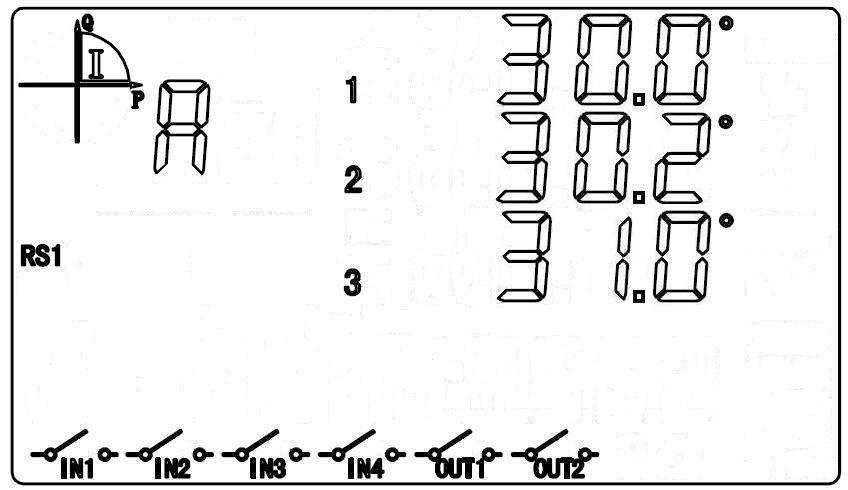 Q
I
P
A
1 30.0°
2 30.2°
3 31.0°
RS1
IN1 IN2 IN3 IN4 OUT1 OUT2